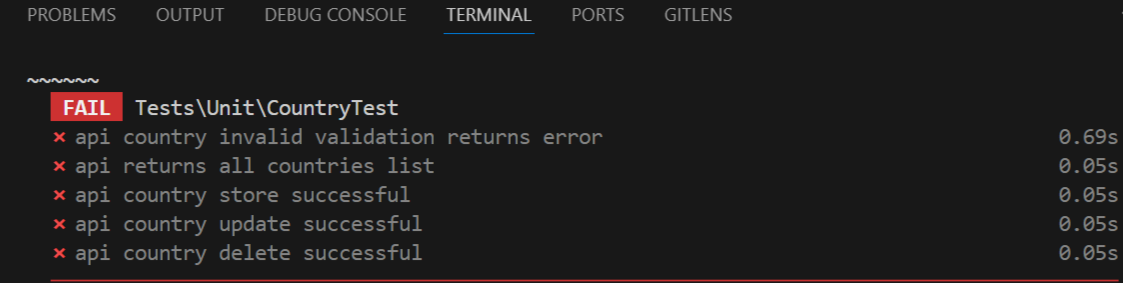 PROBLEMS OUTPUT DEBUG CONSOLE TERMINAL PORTS GITLENS
~~~~~~
FAIL Tests\Unit\CountryTest
× api country invalid validation returns error 0.69s
× api returns all countries list 0.05s
× api country store successful 0.05s
× api country update successful 0.05s
× api country delete successful 0.05s